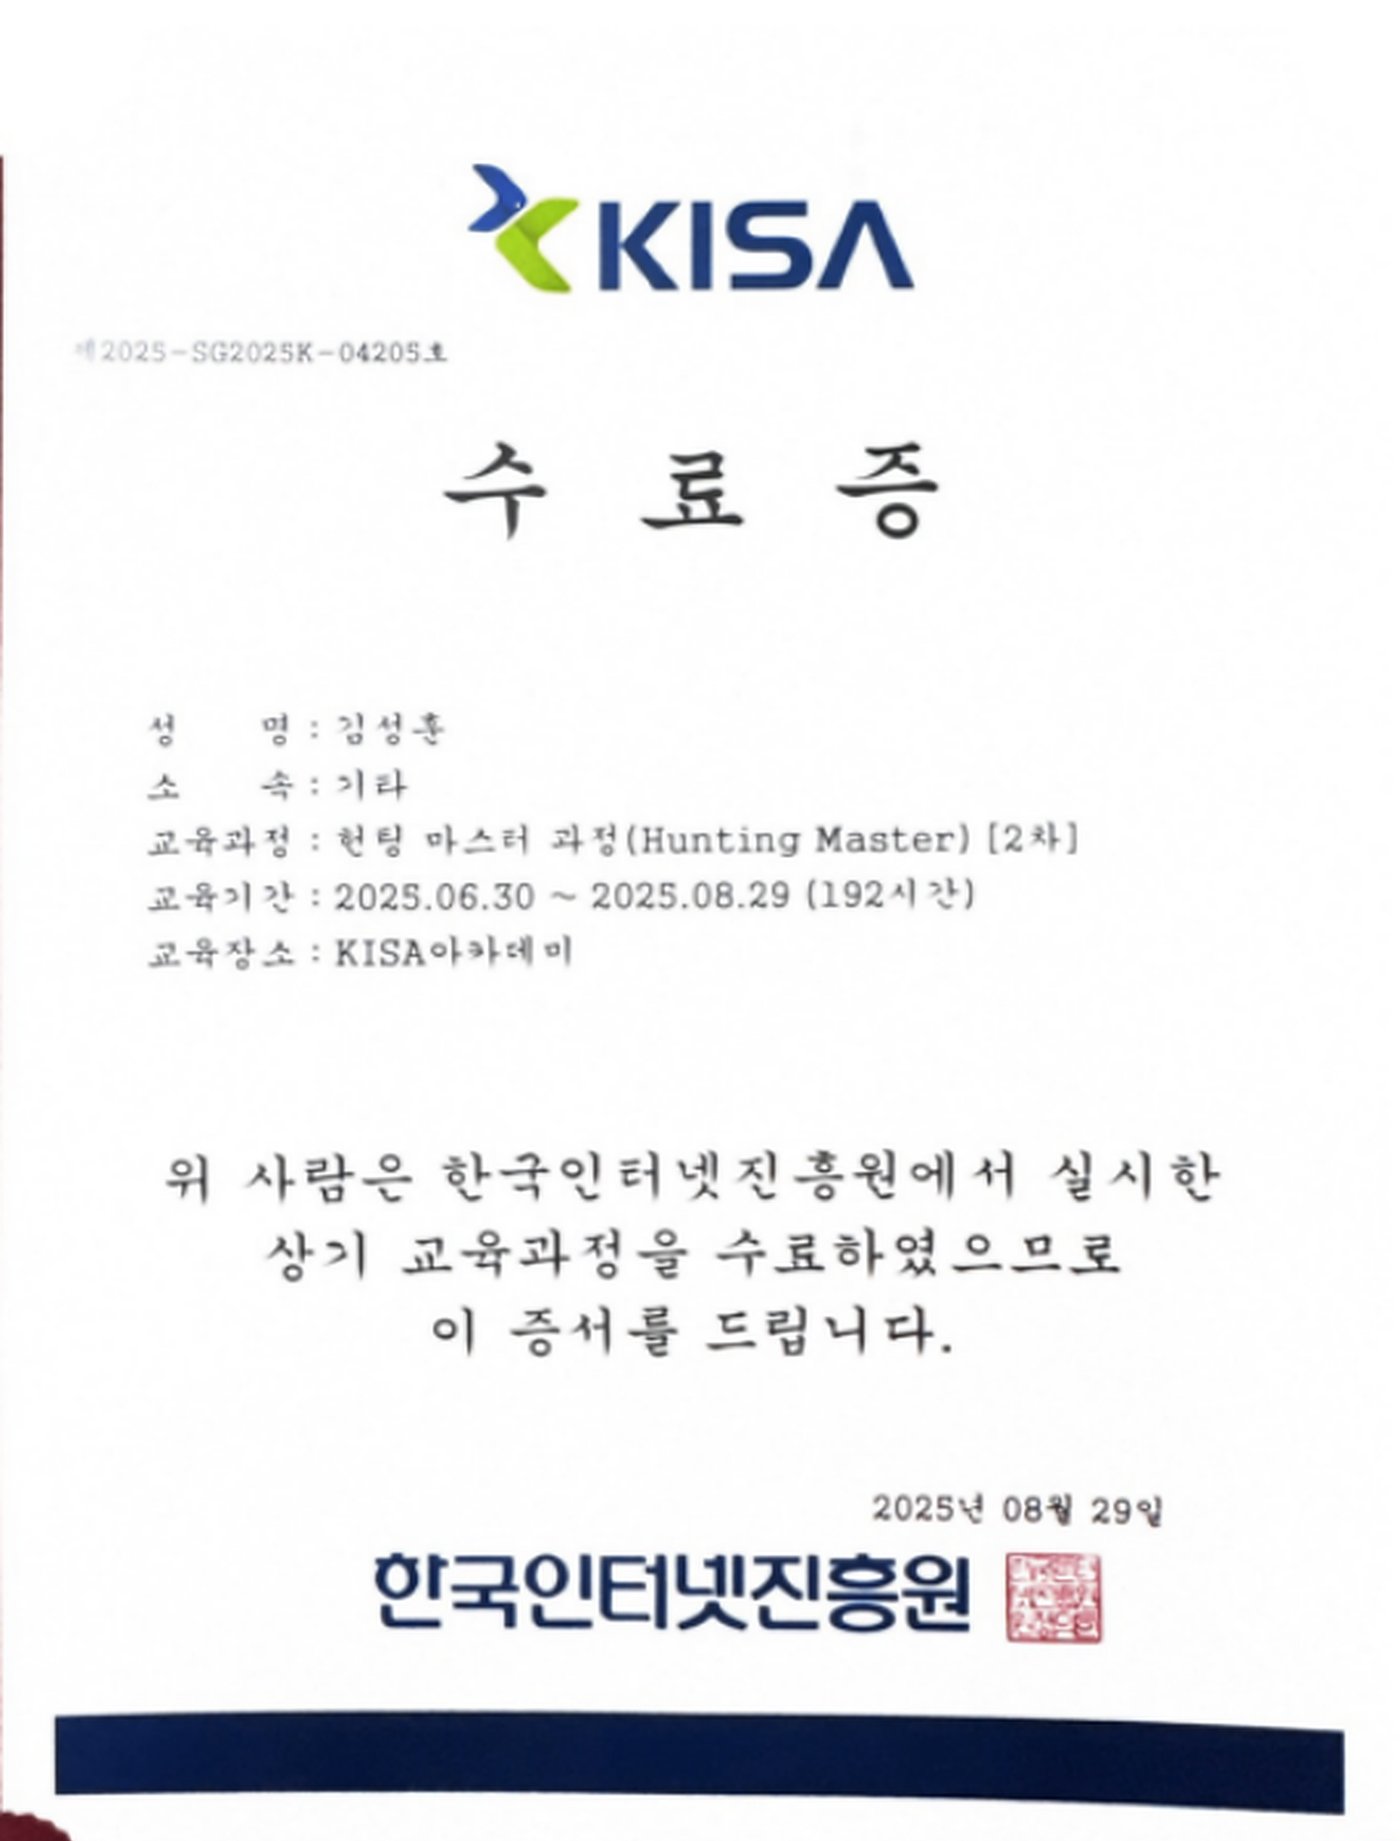 KISA
제2025-SG2025K-04205호
수 료 증
성 명 : 김성훈
소 속 : 기타
교육과정 : 헌팅 마스터 과정(Hunting Master) [2차]
교육기간 : 2025.06.30 ~ 2025.08.29 (192시간)
교육장소 : KISA아카데미
위 사람은 한국인터넷진흥원에서 실시한
상기 교육과정을 수료하였으므로
이 증서를 드립니다.
2025년 08월 29일
한국인터넷진흥원